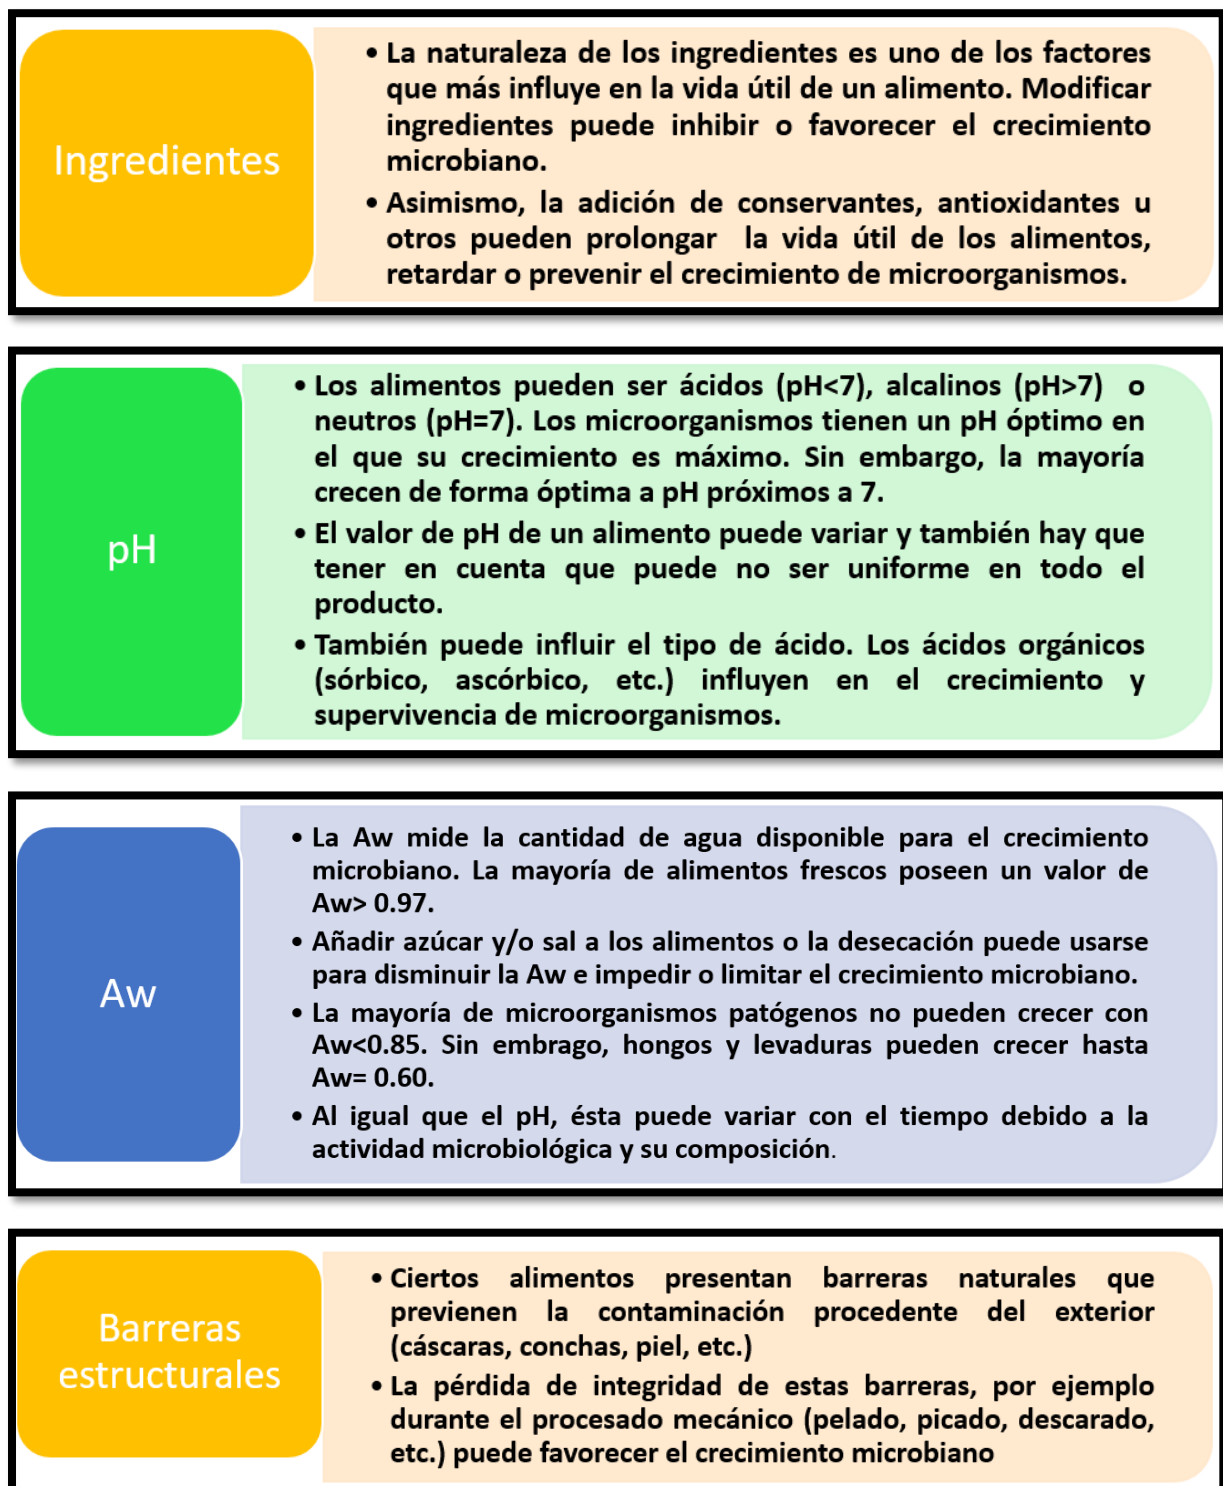 Ingredientes
• La naturaleza de los ingredientes es uno de los factores
que más influye en la vida útil de un alimento. Modificar
ingredientes puede inhibir o favorecer el crecimiento
microbiano.
• Asimismo, la adición de conservantes, antioxidantes u
otros pueden prolongar la vida útil de los alimentos,
retardar o prevenir el crecimiento de microorganismos.
pH
• Los alimentos pueden ser ácidos (pH<7), alcalinos (pH>7) o
neutros (pH=7). Los microorganismos tienen un pH óptimo en
el que su crecimiento es máximo. Sin embargo, la mayoría
crecen de forma óptima a pH próximos a 7.
• El valor de pH de un alimento puede variar y también hay que
tener en cuenta que puede no ser uniforme en todo el
producto.
• También puede influir el tipo de ácido. Los ácidos orgánicos
(sórbico, ascórbico, etc.) influyen en el crecimiento y
supervivencia de microorganismos.
Aw
• La Aw mide la cantidad de agua disponible para el crecimiento
microbiano. La mayoría de alimentos frescos poseen un valor de
Aw> 0.97.
• Añadir azúcar y/o sal a los alimentos o la desecación puede usarse
para disminuir la Aw e impedir o limitar el crecimiento microbiano.
• La mayoría de microorganismos patógenos no pueden crecer con
Aw<0.85. Sin embrago, hongos y levaduras pueden crecer hasta
Aw= 0.60.
• Al igual que el pH, ésta puede variar con el tiempo debido a la
actividad microbiológica y su composición.
Barreras
estructurales
• Ciertos alimentos presentan barreras naturales que
previenen la contaminación procedente del exterior
(cáscaras, conchas, piel, etc.)
• La pérdida de integridad de estas barreras, por ejemplo
durante el procesado mecánico (pelado, picado, descarado,
etc.) puede favorecer el crecimiento microbiano